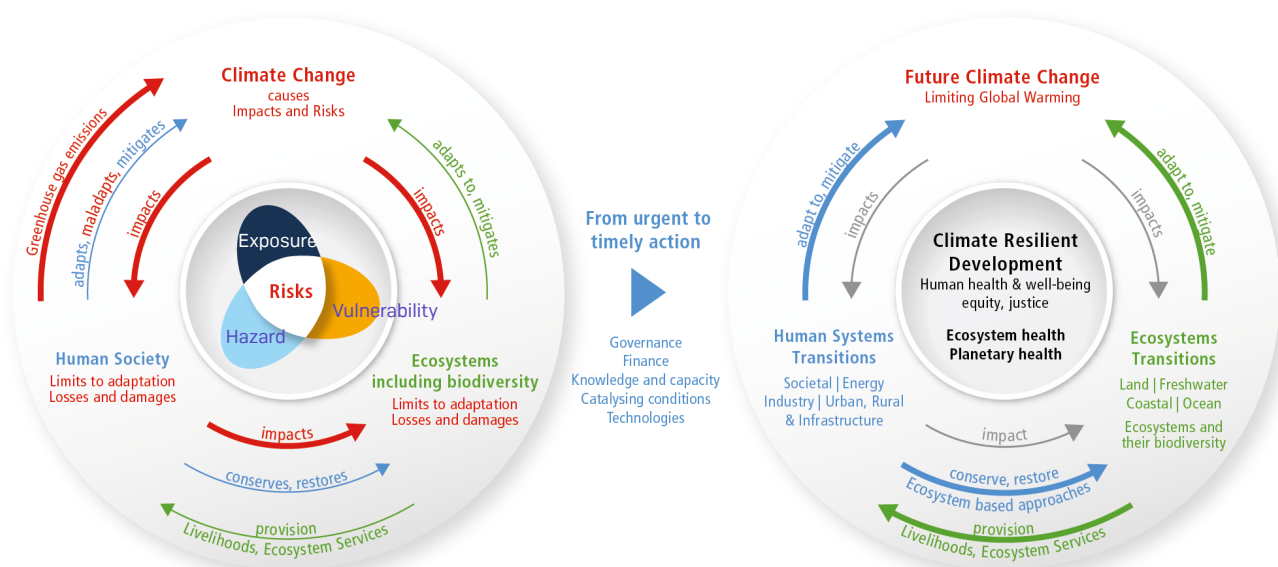 Climate Change
causes
Impacts and Risks
Greenhouse gas emissions
adapts, maladapts, mitigates
impacts
impacts
adapts to, mitigates
Exposure
Risks
Vulnerability
Hazard
Human Society
Limits to adaptation
Losses and damages
Ecosystems
including biodiversity
Limits to adaptation
Losses and damages
impacts
conserves, restores
provision
Livelihoods, Ecosystem Services
From urgent to
timely action
Governance
Finance
Knowledge and capacity
Catalysing conditions
Technologies
Future Climate Change
Limiting Global Warming
adapt to, mitigate
impacts
impacts
adapt to, mitigate
Climate Resilient
Development
Human health & well-being
equity, justice
Ecosystem health
Planetary health
Human Systems
Transitions
Societal | Energy
Industry | Urban, Rural
& Infrastructure
Ecosystems
Transitions
Land | Freshwater
Coastal | Ocean
Ecosystems and
their biodiversity
impact
conserve, restore
Ecosystem based approaches
provision
Livelihoods, Ecosystem Services